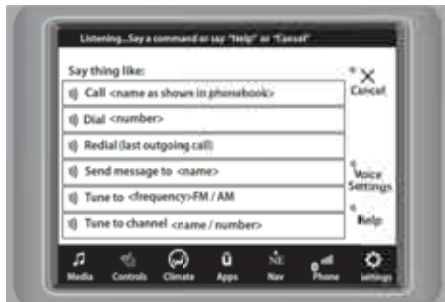 Listening...Say a command or say "Help" or "Cancel"
Say thing like:
Cancel
Call <name as shown in phonebook>
Dial <number>
Redial (last outgoing call)
Send message to <name>
Voice
Settings
Tune to <frequency>FM / AM
Help
Tune to channel <name / number>
NE
Media Controls Climate Apps Nav Phone Settings